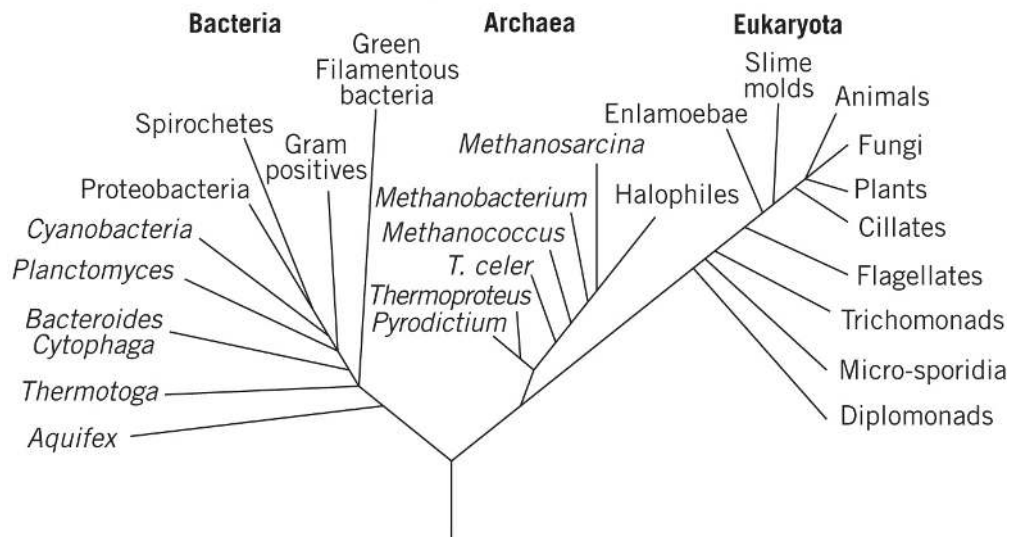 Bacteria
Archaea
Eukaryota
Green
Filamentous
bacteria
Spirochetes
Gram
positives
Proteobacteria
Cyanobacteria
Planctomyces
Bacteroides
Cytophaga
Thermotoga
Aquifex
Methanosarcina
Methanobacterium
Halophiles
Methanococcus
T. celer
Thermoproteus
Pyrodictium
Enlamoebae
Slime
molds
Animals
Fungi
Plants
Cillates
Flagellates
Trichomonads
Micro-sporidia
Diplomonads